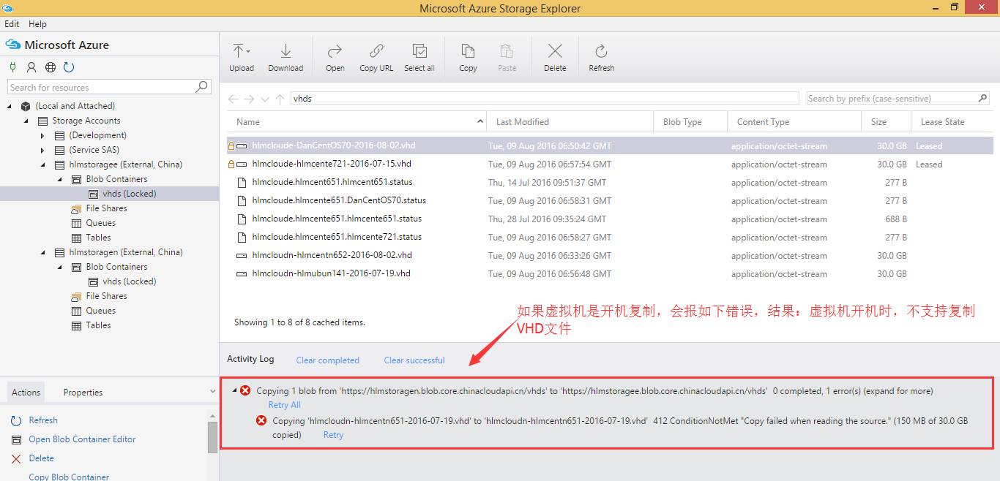 Microsoft Azure Storage Explorer
Edit Help
Microsoft Azure
Search for resources
(Local and Attached)
Storage Accounts
(Development)
(Service SAS)
hlmstoragee (External, China)
Blob Containers
vhds (Locked)
File Shares
Queues
Tables
hlmstoragen (External, China)
Blob Containers
vhds (Locked)
File Shares
Queues
Tables
Actions Properties
Refresh
Open Blob Container Editor
Delete
Copy Blob Container
Upload Download Open Copy URL Select all Copy Paste Delete Refresh
vhds Search by prefix (case-sensitive)
Name Last Modified Blob Type Content Type Size Lease State
hlmcloude-DanCentOS70-2016-08-02.vhd Tue, 09 Aug 2016 06:50:42 GMT application/octet-stream 30.0 GB Leased
hlmcloude-hlmcente721-2016-07-15.vhd Tue, 09 Aug 2016 06:57:54 GMT application/octet-stream 30.0 GB Leased
hlmcloude.hlmcent651.hlmcent651.status Thu, 14 Jul 2016 09:51:37 GMT application/octet-stream 277 B
hlmcloude.hlmcente651.DanCentOS70.status Tue, 09 Aug 2016 06:58:31 GMT application/octet-stream 277 B
hlmcloude.hlmcente651.hlmcente651.status Thu, 28 Jul 2016 09:35:24 GMT application/octet-stream 688 B
hlmcloude.hlmcente651.hlmcente721.status Tue, 09 Aug 2016 06:58:27 GMT application/octet-stream 277 B
hlmcloudn-hlmcentn652-2016-08-02.vhd Tue, 09 Aug 2016 06:33:26 GMT application/octet-stream 30.0 GB
hlmcloudn-hlmubun141-2016-07-19.vhd Tue, 09 Aug 2016 06:56:48 GMT application/octet-stream 30.0 GB
如果虚拟机是开机复制，会报如下错误，结果：虚拟机开机时，不支持复制
VHD文件
Showing 1 to 8 of 8 cached items.
Activity Log Clear completed Clear successful
Copying 1 blob from 'https://hlmstoragen.blob.core.chinacloudapi.cn/vhds' to 'https://hlmstoragee.blob.core.chinacloudapi.cn/vhds' 0 completed, 1 error(s) (expand for more)
Retry All
Copying 'hlmcloudn-hlmcentn651-2016-07-19.vhd' to 'hlmcloudn-hlmcentn651-2016-07-19.vhd' 412 ConditionNotMet "Copy failed when reading the source." (150 MB of 30.0 GB
copied) Retry